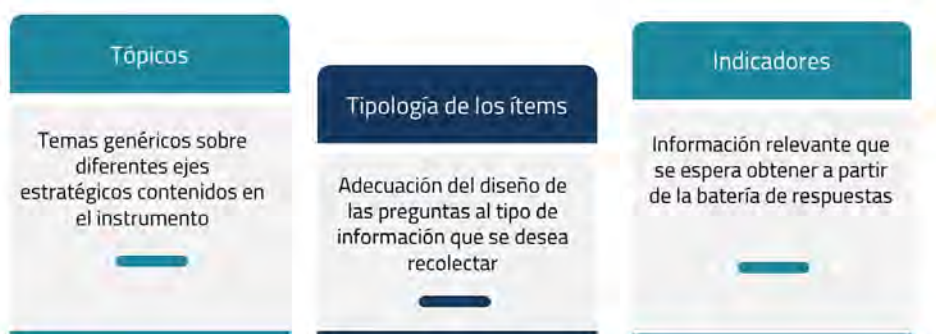 Tópicos
Temas genéricos sobre
diferentes ejes
estratégicos contenidos en
el instrumento
Tipología de los ítems
Adecuación del diseño de
las preguntas al tipo de
información que se desea
recolectar
Indicadores
Información relevante que
se espera obtener a partir
de la batería de respuestas